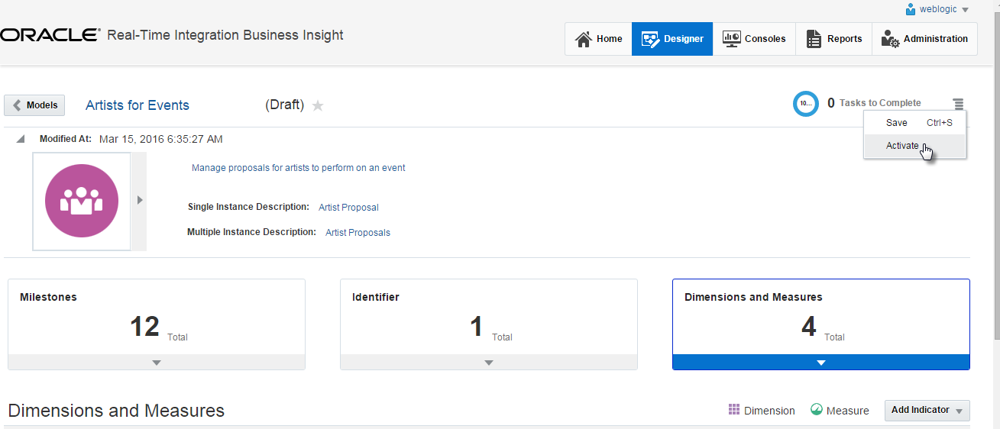 weblogic
ORACLE® Real-Time Integration Business Insight
Home Designer Consoles Reports Administration
Models Artists for Events (Draft) 10... 0 Tasks to Complete
Save Ctrl+S
Activate
Modified At: Mar 15, 2016 6:35:27 AM
Manage proposals for artists to perform on an event
Single Instance Description: Artist Proposal
Multiple Instance Description: Artist Proposals
Milestones
12 Total
Identifier
1 Total
Dimensions and Measures
4 Total
Dimensions and Measures Dimension Measure Add Indicator